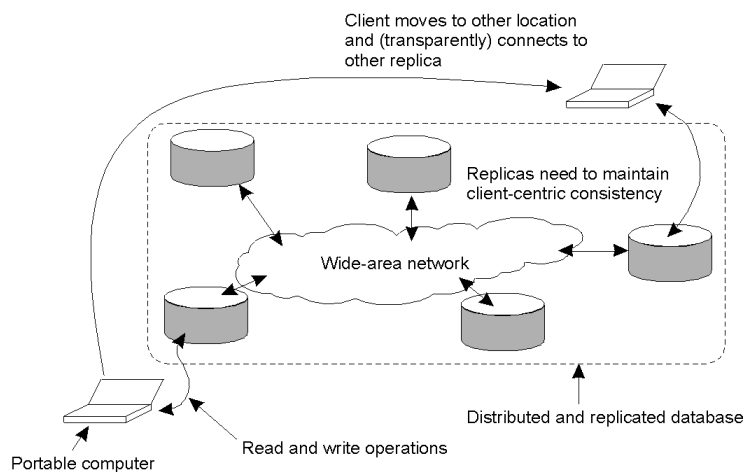 Client moves to other location
and (transparently) connects to
other replica
Replicas need to maintain
client-centric consistency
Wide-area network
Distributed and replicated database
Read and write operations
Portable computer